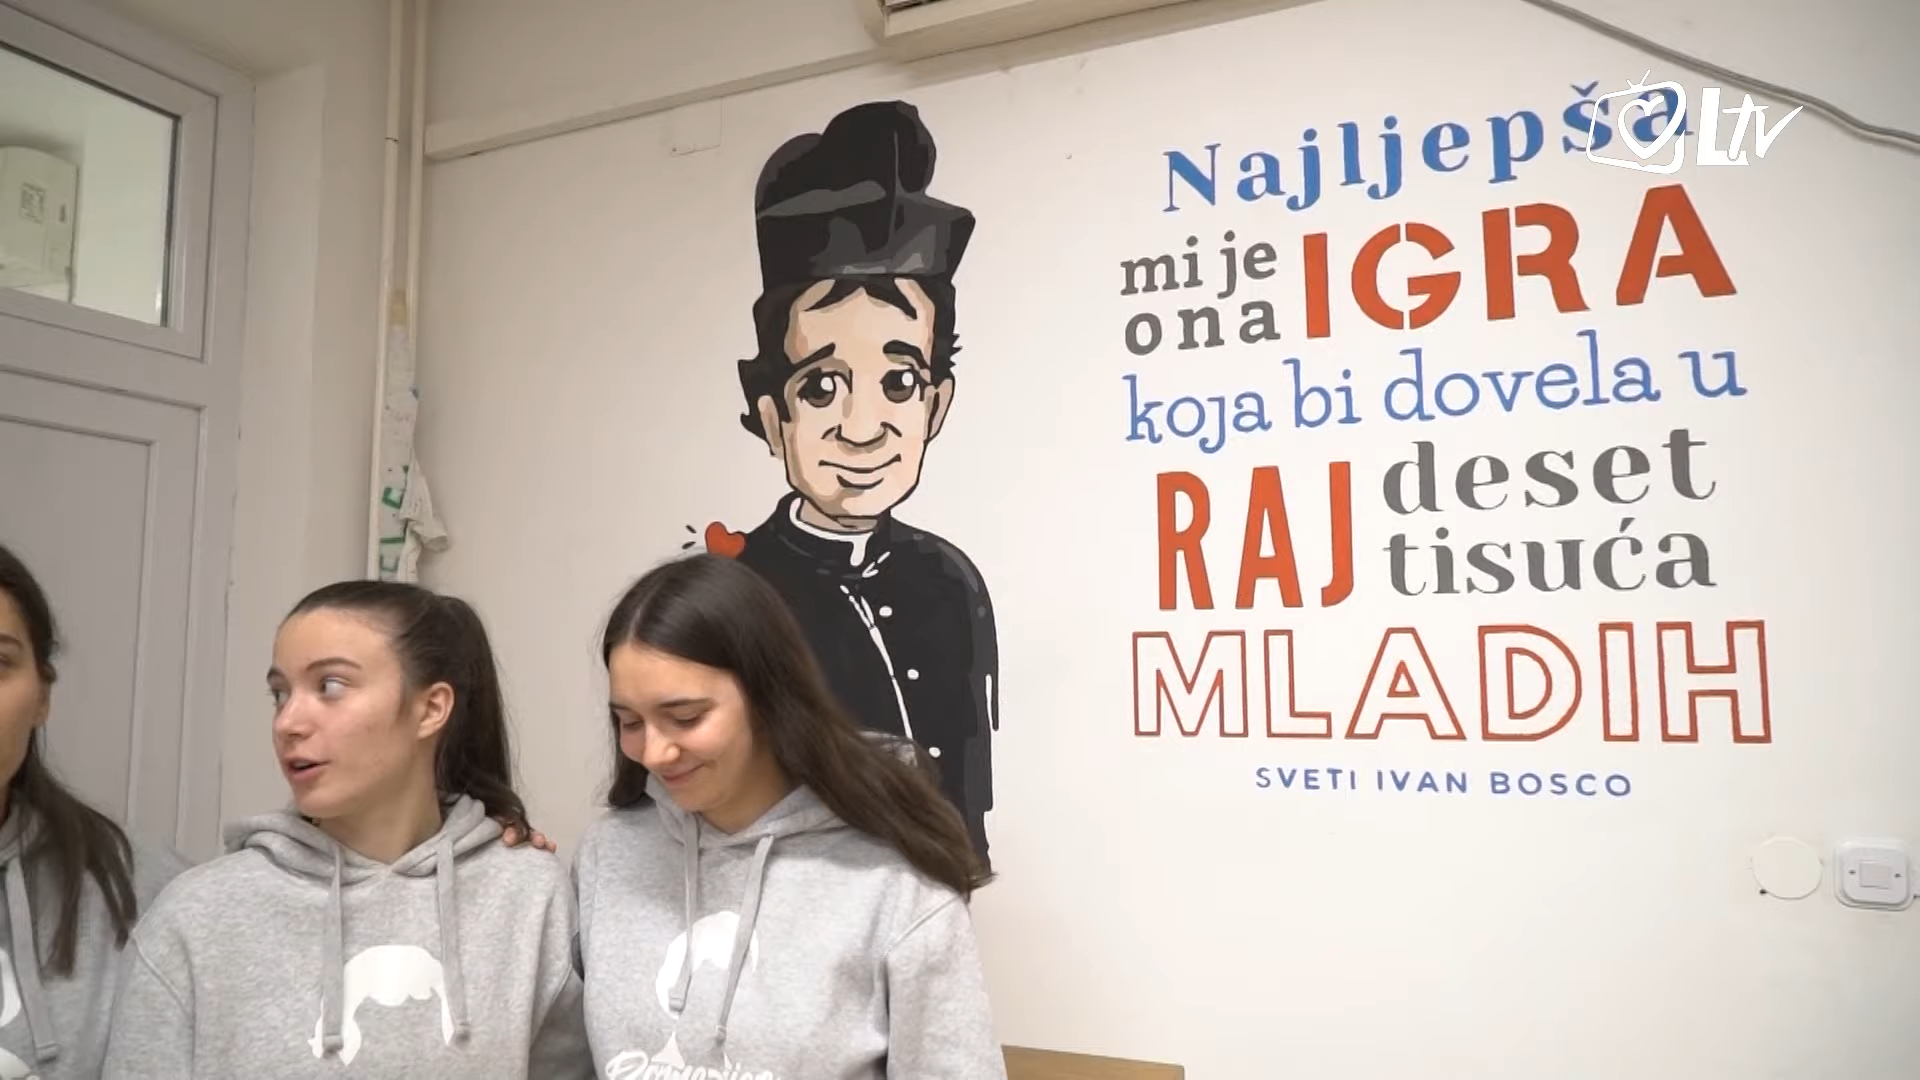 LTV
Najljepša
mi je
ona IGRA
koja bi dovela u
RAJ deset
tisuća
MLADIH
SVETI IVAN BOSCO